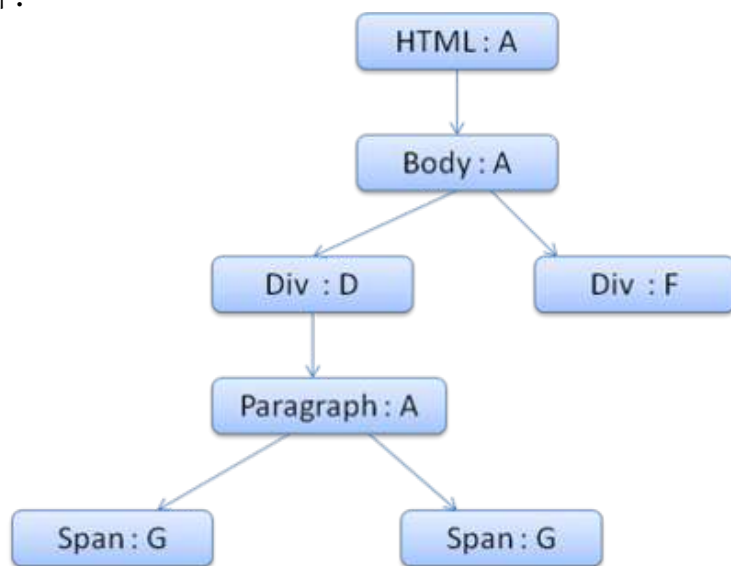 HTML : A
Body : A
Div : D
Div : F
Paragraph : A
Span : G
Span : G